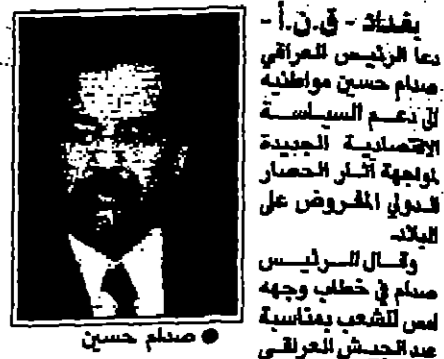 بغداد - ق.ن.أ -
دعا الرئيس العراقي
صدام حسين مواطنيه
الى دعم السياسة
الاقتصادية الجديدة
لمواجهة آثار الحصار
الدولي المفروض على
البلاد.
وقال الرئيس
صدام في خطاب وجهه
امس للشعب بمناسبة
عيد الجيش العراقي
● صدام حسين